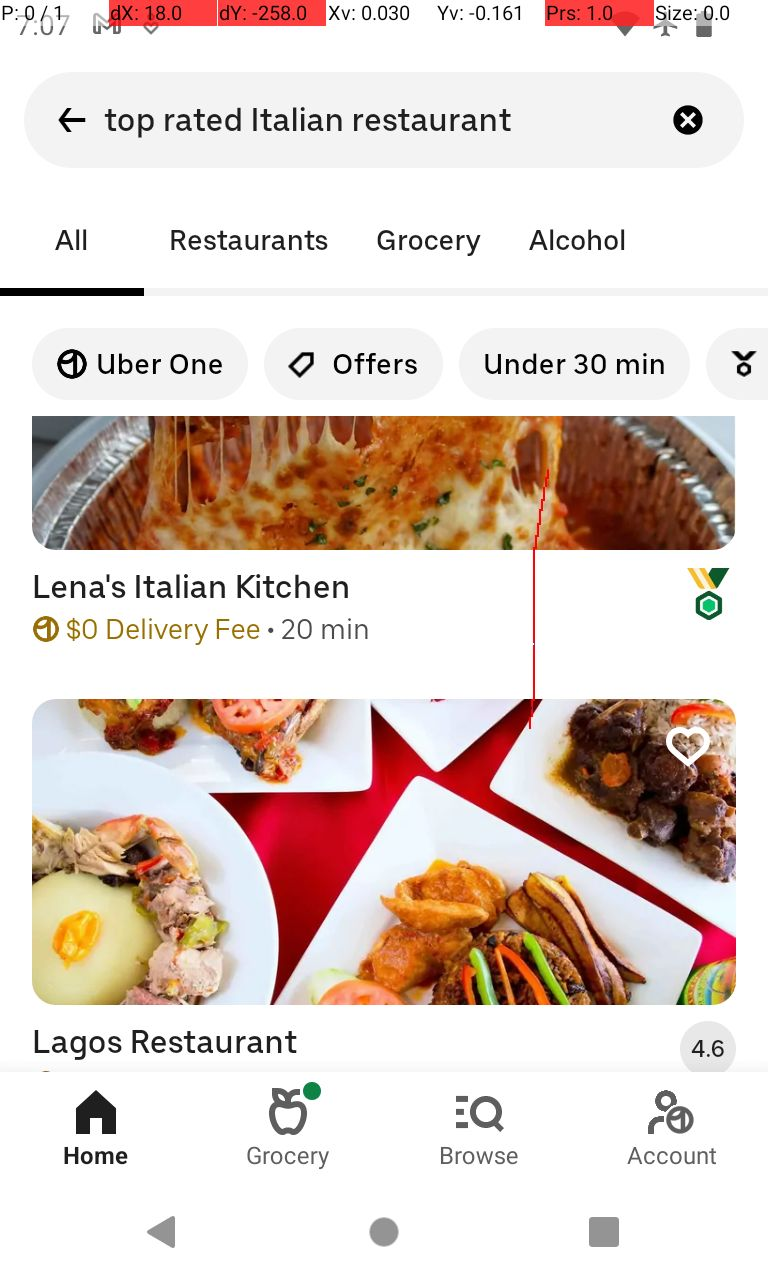 P: 0 / 1 dX: 18.0 dY: -258.0 Xv: 0.030 Yv: -0.161 Prs: 1.0 Size: 0.0
7:07
top rated Italian restaurant
All Restaurants Grocery Alcohol
Uber One Offers Under 30 min
Lena's Italian Kitchen
$0 Delivery Fee • 20 min
Lagos Restaurant
4.6
Home Grocery Browse Account